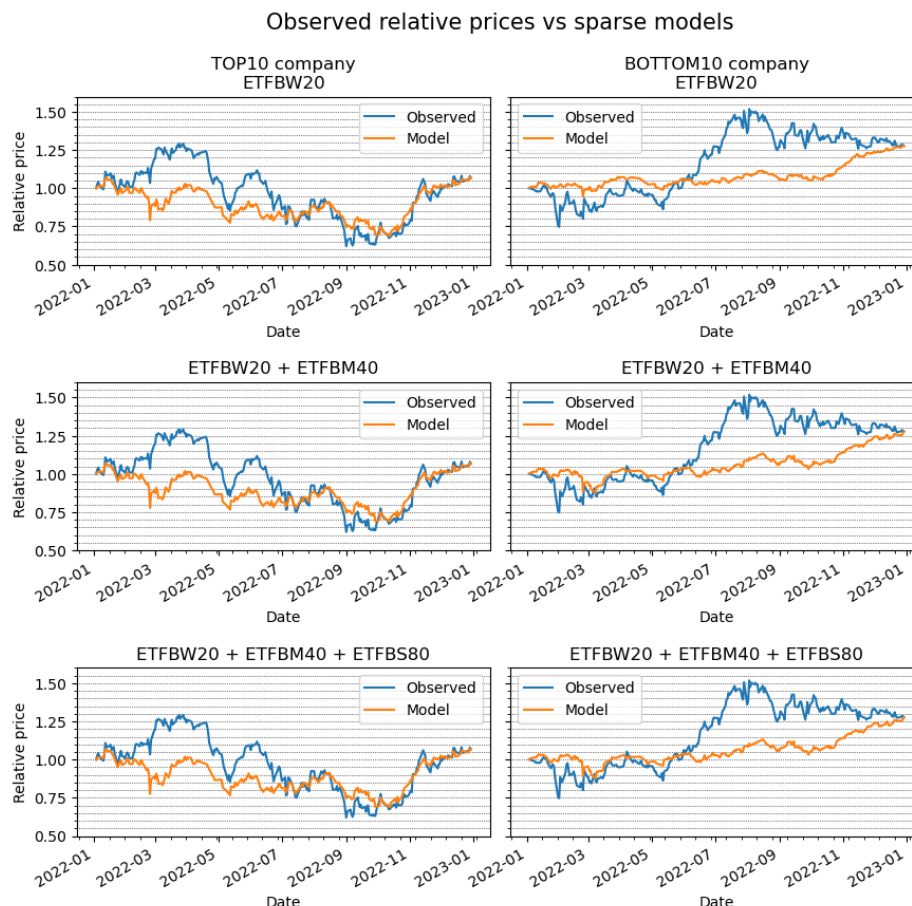 Observed relative prices vs sparse models
TOP10 company
ETFBW20
Relative price
1.50
1.25
1.00
0.75
0.50
Observed
Model
2022-01
2022-03
2022-05
2022-07
2022-09
2022-11
2023-01
Date
BOTTOM10 company
ETFBW20
Observed
Model
2022-01
2022-03
2022-05
2022-07
2022-09
2022-11
2023-01
Date
ETFBW20 + ETFBM40
Relative price
1.50
1.25
1.00
0.75
0.50
Observed
Model
2022-01
2022-03
2022-05
2022-07
2022-09
2022-11
2023-01
Date
ETFBW20 + ETFBM40
Observed
Model
2022-01
2022-03
2022-05
2022-07
2022-09
2022-11
2023-01
Date
ETFBW20 + ETFBM40 + ETFBS80
Relative price
1.50
1.25
1.00
0.75
0.50
Observed
Model
2022-01
2022-03
2022-05
2022-07
2022-09
2022-11
2023-01
Date
ETFBW20 + ETFBM40 + ETFBS80
Observed
Model
2022-01
2022-03
2022-05
2022-07
2022-09
2022-11
2023-01
Date